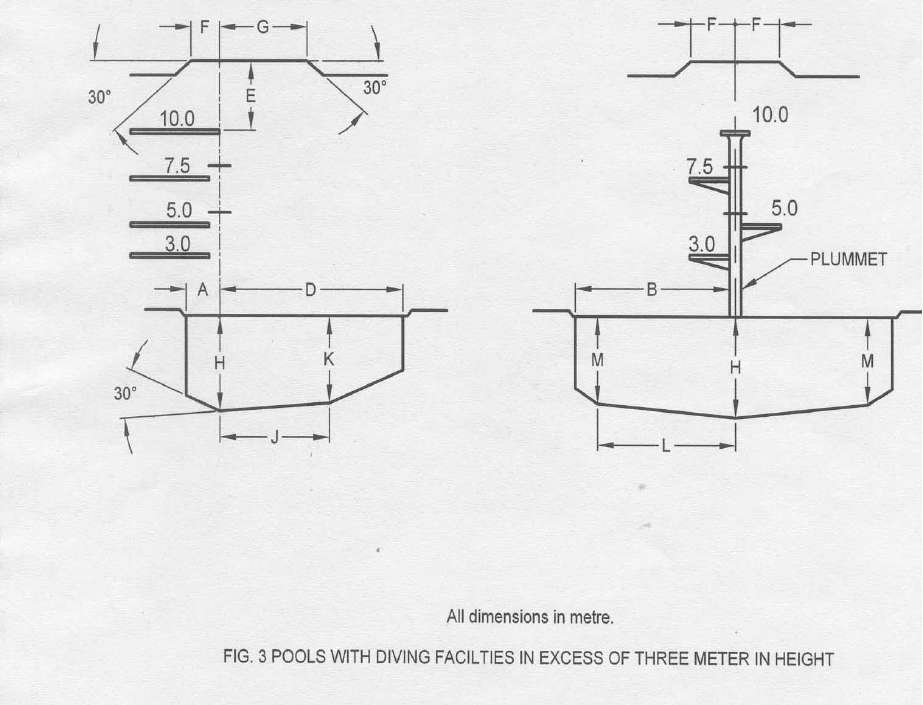 F G F F
30° E 30°
10.0 10.0
7.5 7.5
5.0 5.0
3.0 3.0
PLUMMET
A D B
H K M H M
30°
J L
All dimensions in metre.
FIG. 3 POOLS WITH DIVING FACILTIES IN EXCESS OF THREE METER IN HEIGHT